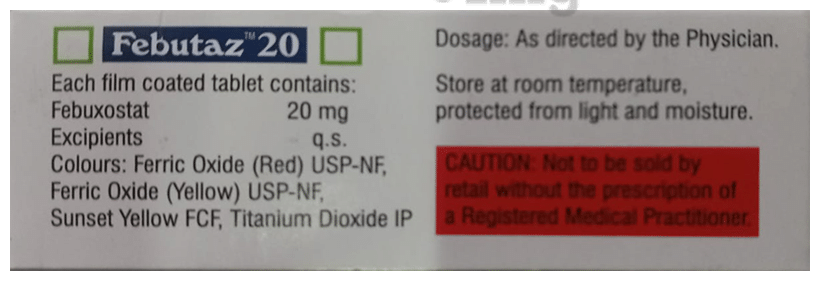 Febutaz™ 20
Each film coated tablet contains:
Febuxostat 20 mg
Excipients q.s.
Colours: Ferric Oxide (Red) USP-NF,
Ferric Oxide (Yellow) USP-NF,
Sunset Yellow FCF, Titanium Dioxide IP
Dosage: As directed by the Physician.
Store at room temperature,
protected from light and moisture.
CAUTION: Not to be sold by
retail without the prescription of
a Registered Medical Practitioner.